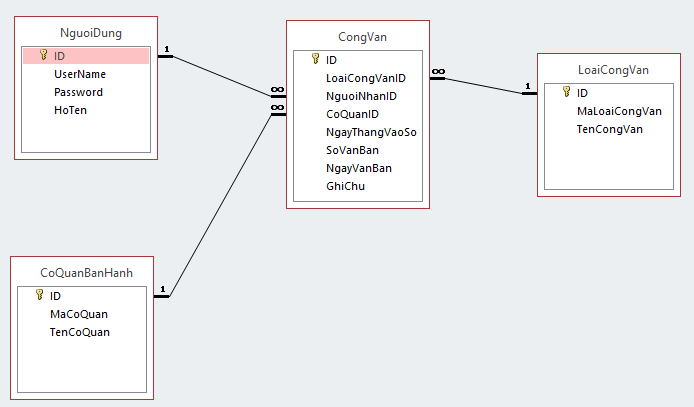 NguoiDung
ID
UserName
Password
HoTen
1
∞
∞
CongVan
ID
LoaiCongVanID
NguoiNhanID
CoQuanID
NgayThangVaoSo
SoVanBan
NgayVanBan
GhiChu
∞
1
LoaiCongVan
ID
MaLoaiCongVan
TenCongVan
CoQuanBanHanh
ID
MaCoQuan
TenCoQuan
1